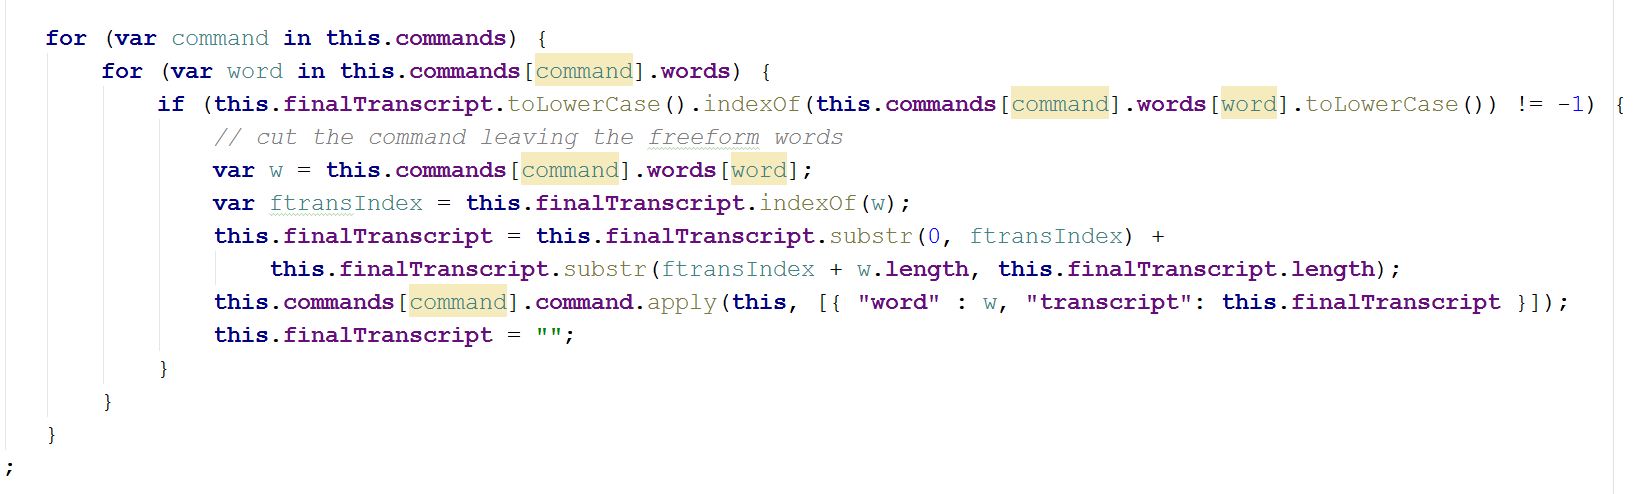 for (var command in this.commands) {
for (var word in this.commands[command].words) {
if (this.finalTranscript.toLowerCase().indexOf(this.commands[command].words[word].toLowerCase()) != -1) {
// cut the command leaving the freeform words
var w = this.commands[command].words[word];
var ftransIndex = this.finalTranscript.indexOf(w);
this.finalTranscript = this.finalTranscript.substr(0, ftransIndex) +
this.finalTranscript.substr(ftransIndex + w.length, this.finalTranscript.length);
this.commands[command].command.apply(this, [{ "word" : w, "transcript": this.finalTranscript }]);
this.finalTranscript = "";
}
}
}
;